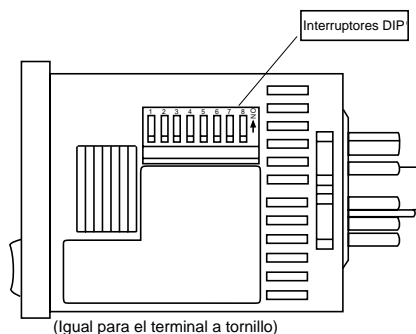 Interruptores DIP
1 2 3 4 5 6 7 8
ON
(Igual para el terminal a tornillo)